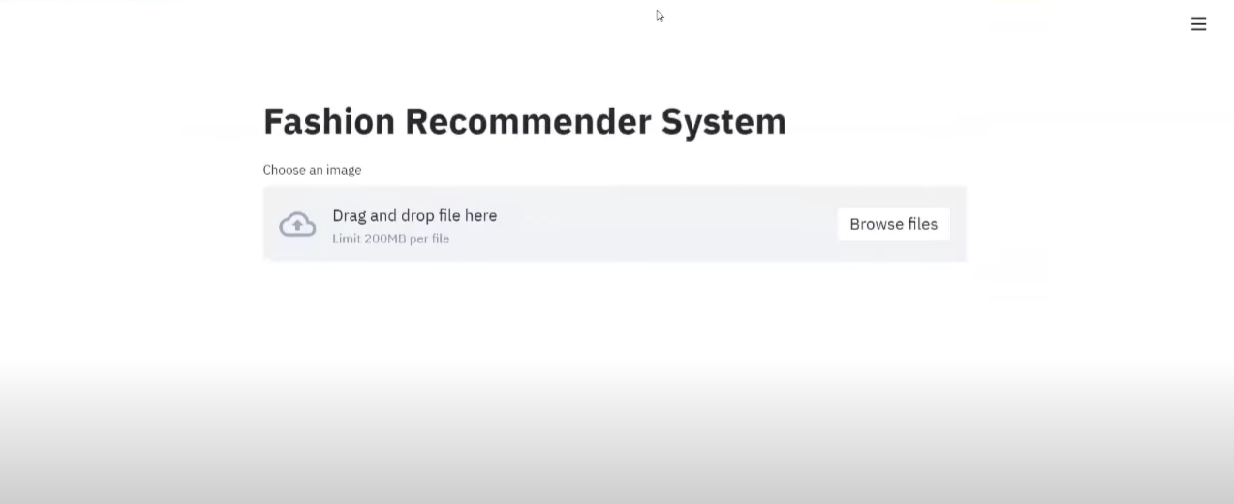 Fashion Recommender System
Choose an image
Drag and drop file here
Limit 200MB per file
Browse files